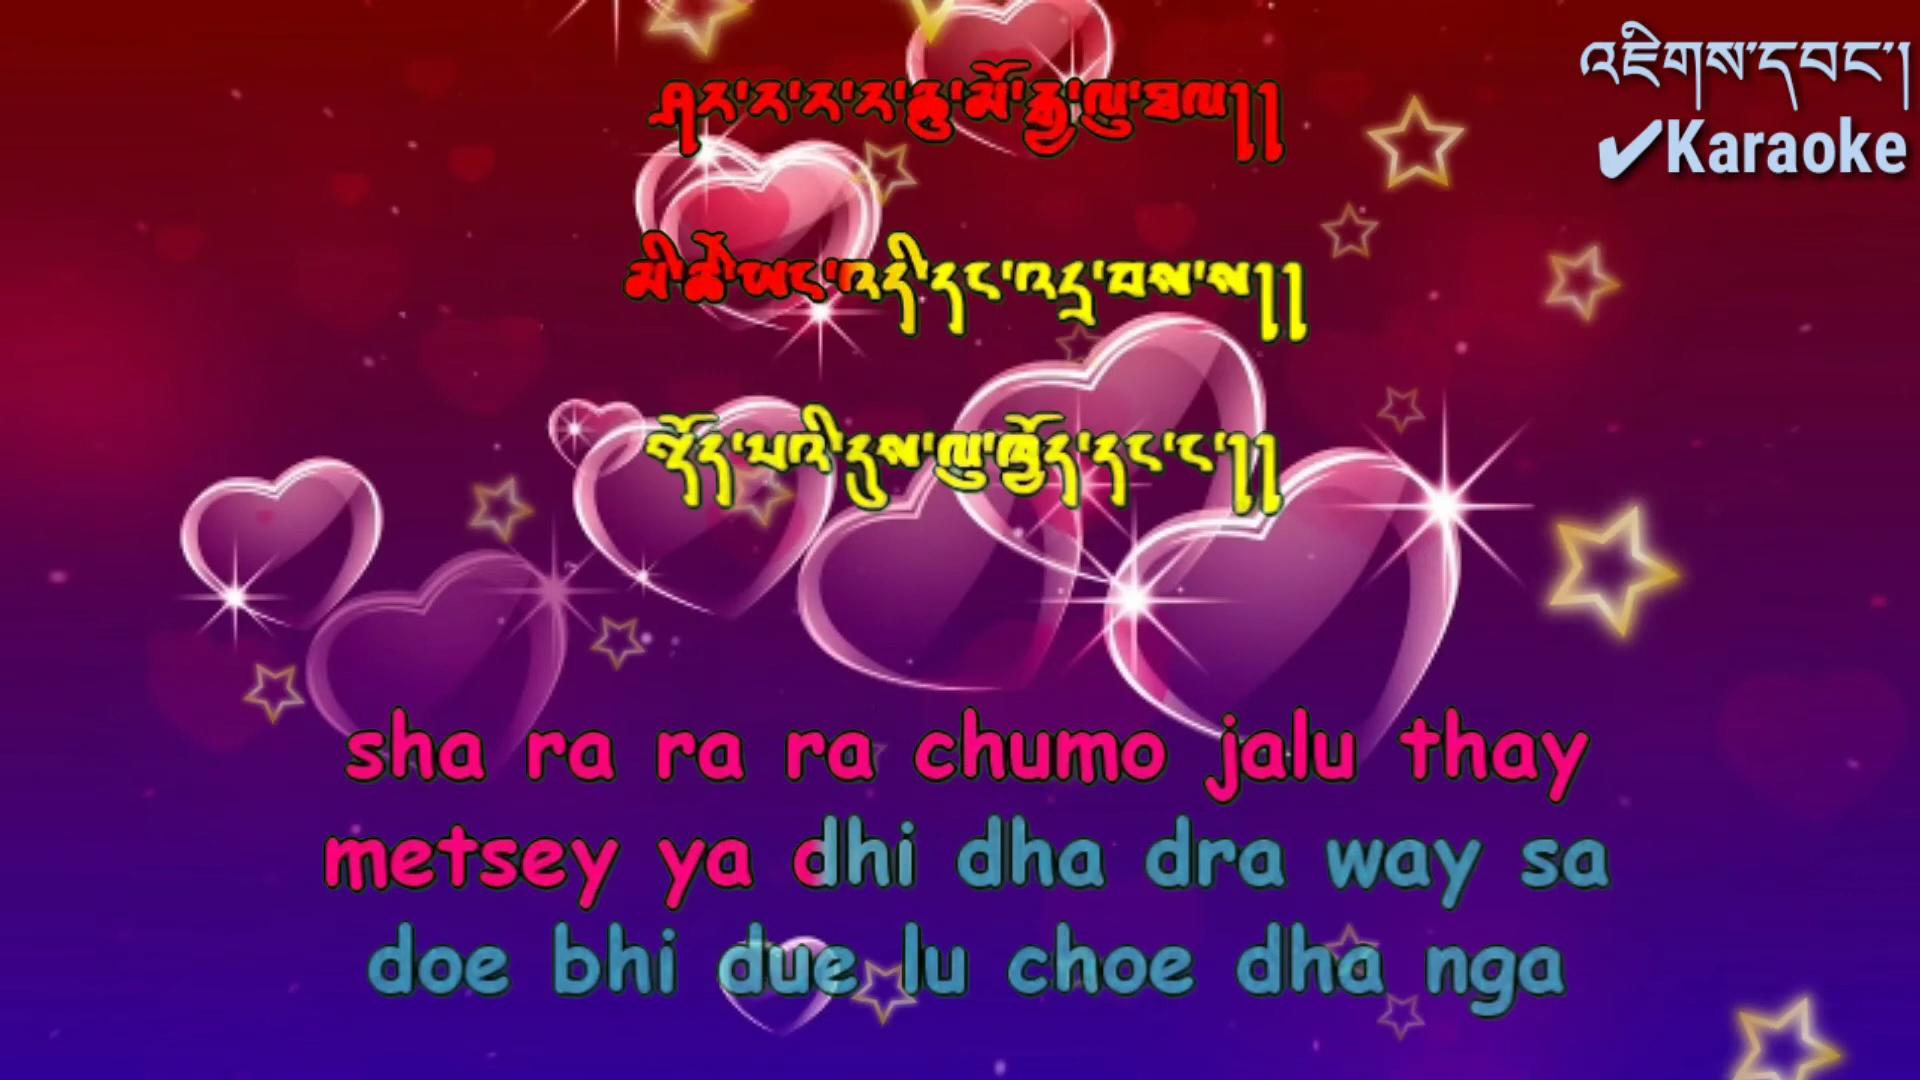 འཇིགས་དབང་།
✔Karaoke
ཤར་ར་ར་ར་ཆུ་མོ་རྒྱ་ལུ་ཐལ།།
མི་ཚེ་ཡང་འདི་དང་འདྲ་བས་ས།།
སྡོད་པའི་དུས་ལུ་ཁྱོད་དང་ང་།།
sha ra ra ra chumo jalu thay
metsey ya dhi dha dra way sa
doe bhi due lu choe dha nga